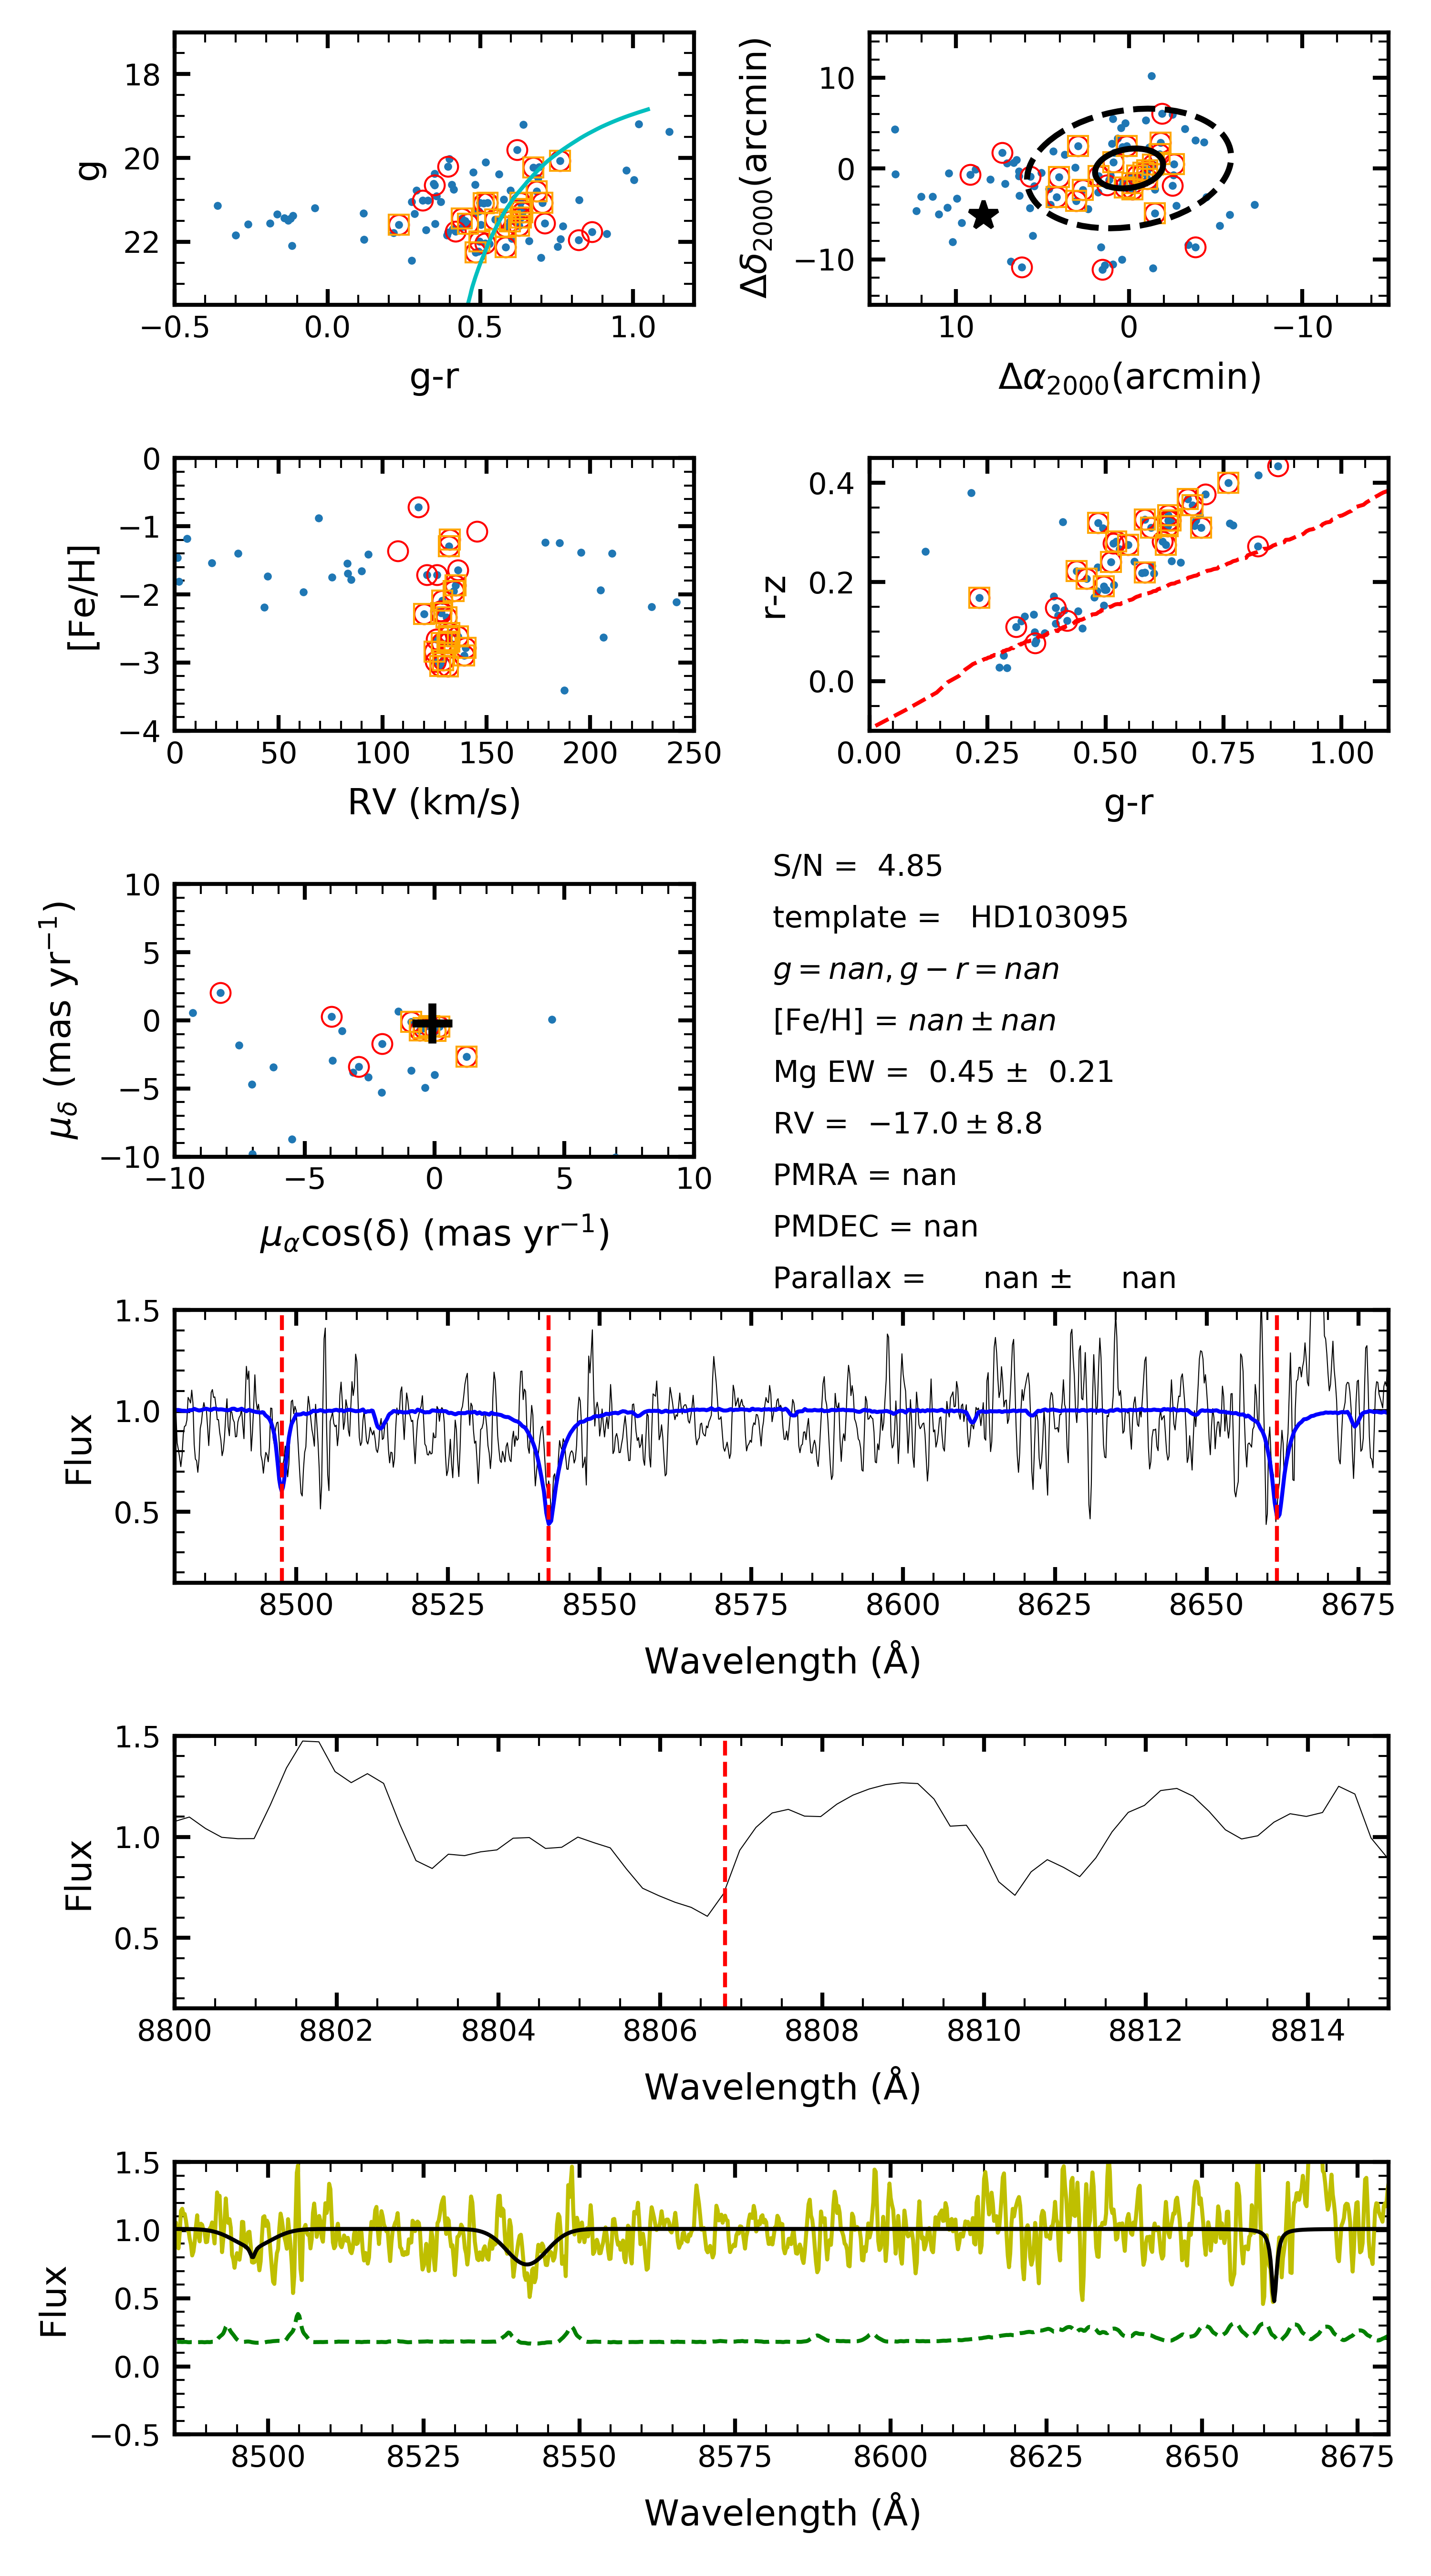 18
20
22
g
−0.5 0.0 0.5 1.0
g-r
10
0
−10
Δδ2000(arcmin)
10 0 −10
Δα2000(arcmin)
0
−1
−2
−3
−4
[Fe/H]
0 50 100 150 200 250
RV (km/s)
0.4
0.2
0.0
r-z
0.00 0.25 0.50 0.75 1.00
g-r
10
5
0
−5
−10
μδ (mas yr−1)
−10 −5 0 5 10
μαcos(δ) (mas yr−1)
S/N = 4.85
template = HD103095
g = nan, g − r = nan
[Fe/H] = nan ± nan
Mg EW = 0.45 ± 0.21
RV = −17.0 ± 8.8
PMRA = nan
PMDEC = nan
Parallax = nan ± nan
1.5
1.0
0.5
Flux
8500 8525 8550 8575 8600 8625 8650 8675
Wavelength (Å)
1.5
1.0
0.5
Flux
8800 8802 8804 8806 8808 8810 8812 8814
Wavelength (Å)
1.5
1.0
0.5
0.0
−0.5
Flux
8500 8525 8550 8575 8600 8625 8650 8675
Wavelength (Å)